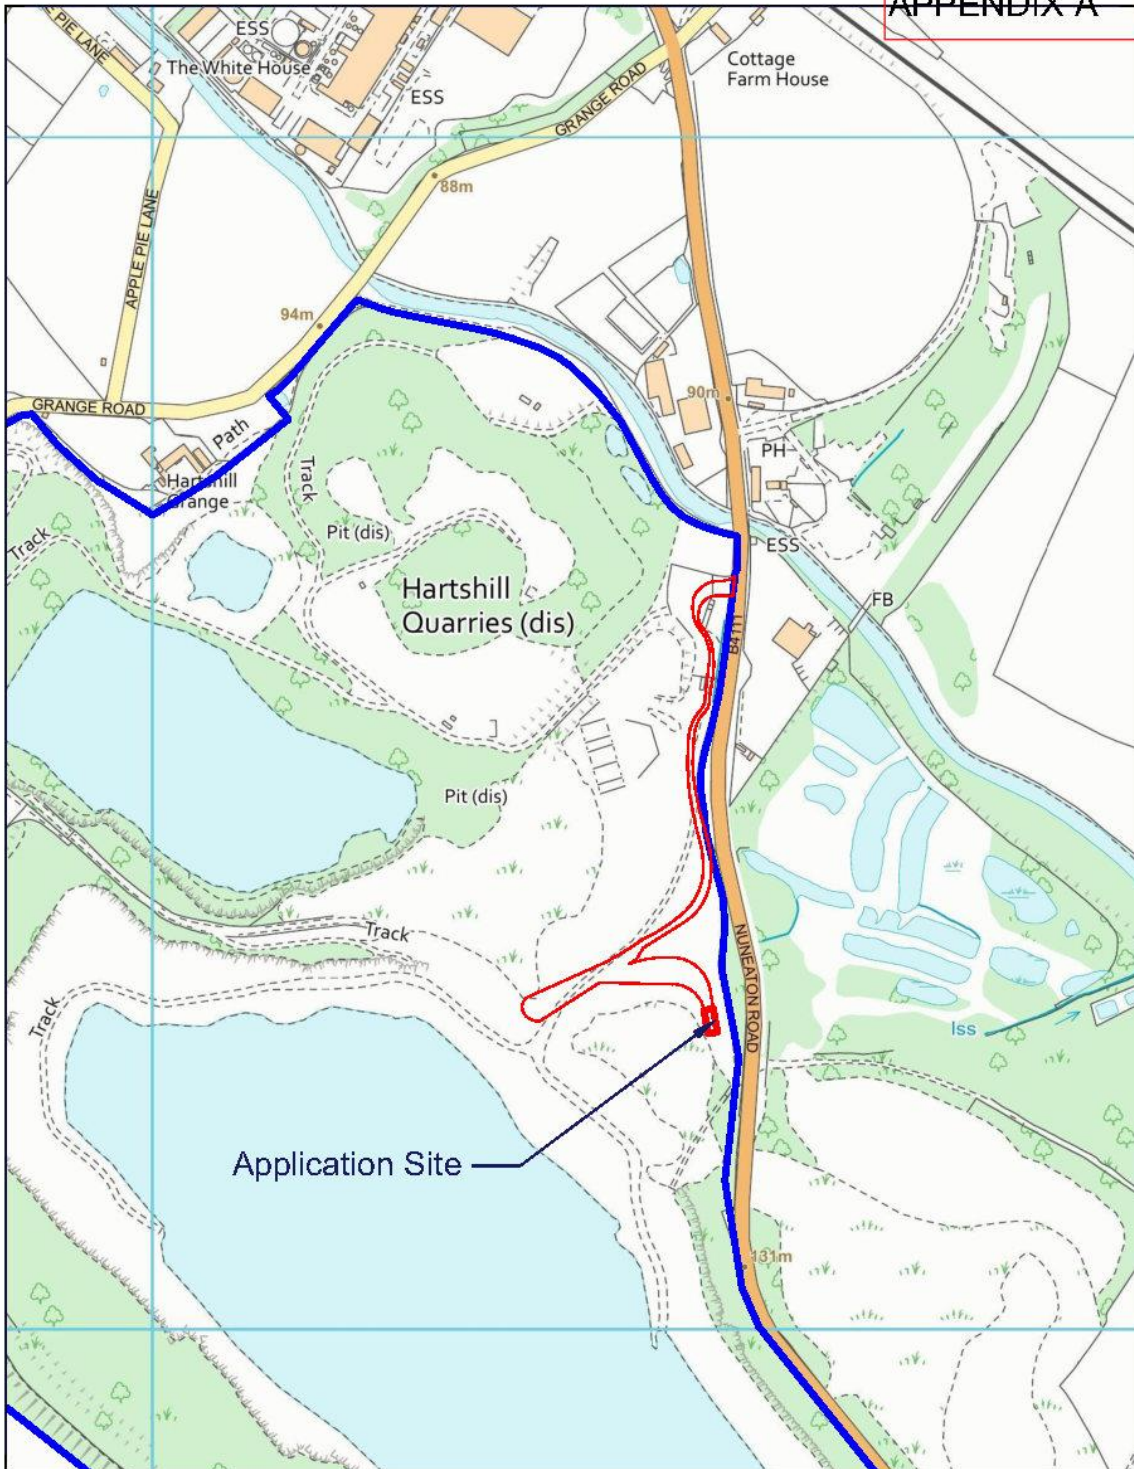 APPENDIX A
ESS
PIE LANE
The White House
Cottage
Farm House
ESS
GRANGE ROAD
88m
APPLE PIE LANE
94m
90m
GRANGE ROAD
Path
PH
Track
Hartshill
Grange
Pit (dis)
Track
ESS
Hartshill
Quarries (dis)
FB
B4111
Pit (dis)
Track
NUNEATON ROAD
Track
Iss
Application Site
131m